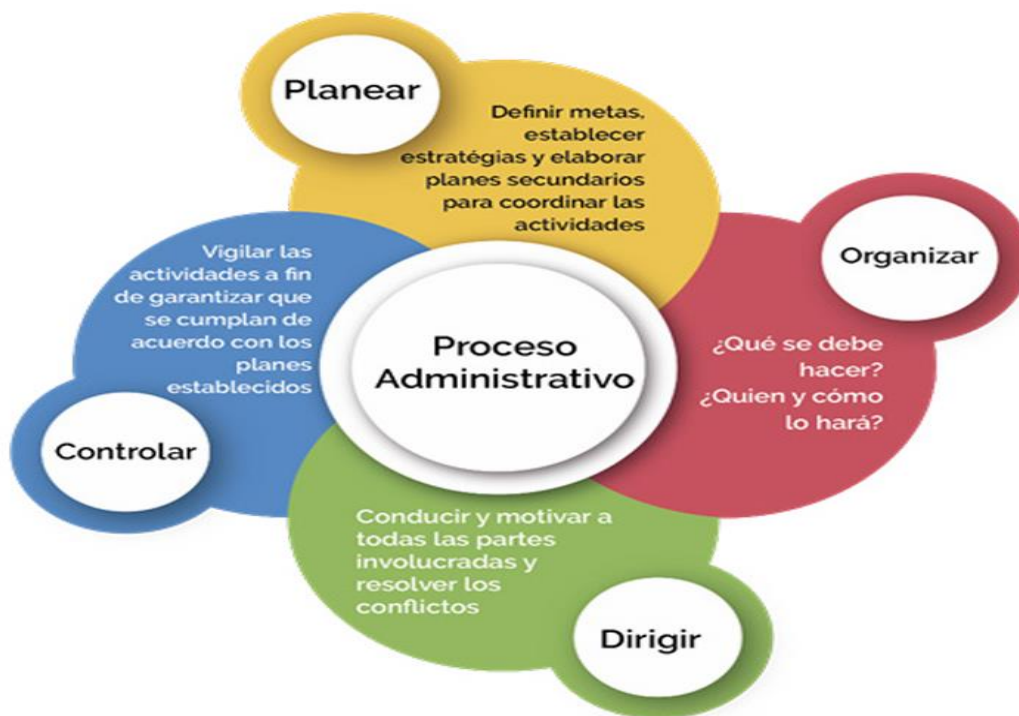 Planear
Definir metas,
establecer
estratégias y elaborar
planes secundarios
para coordinar las
actividades
Organizar
¿Qué se debe
hacer?
¿Quien y cómo
lo hará?
Proceso
Administrativo
Vigilar las
actividades a fin
de garantizar que
se cumplan de
acuerdo con los
planes
establecidos
Controlar
Conducir y motivar a
todas las partes
involucradas y
resolver los
conflictos
Dirigir